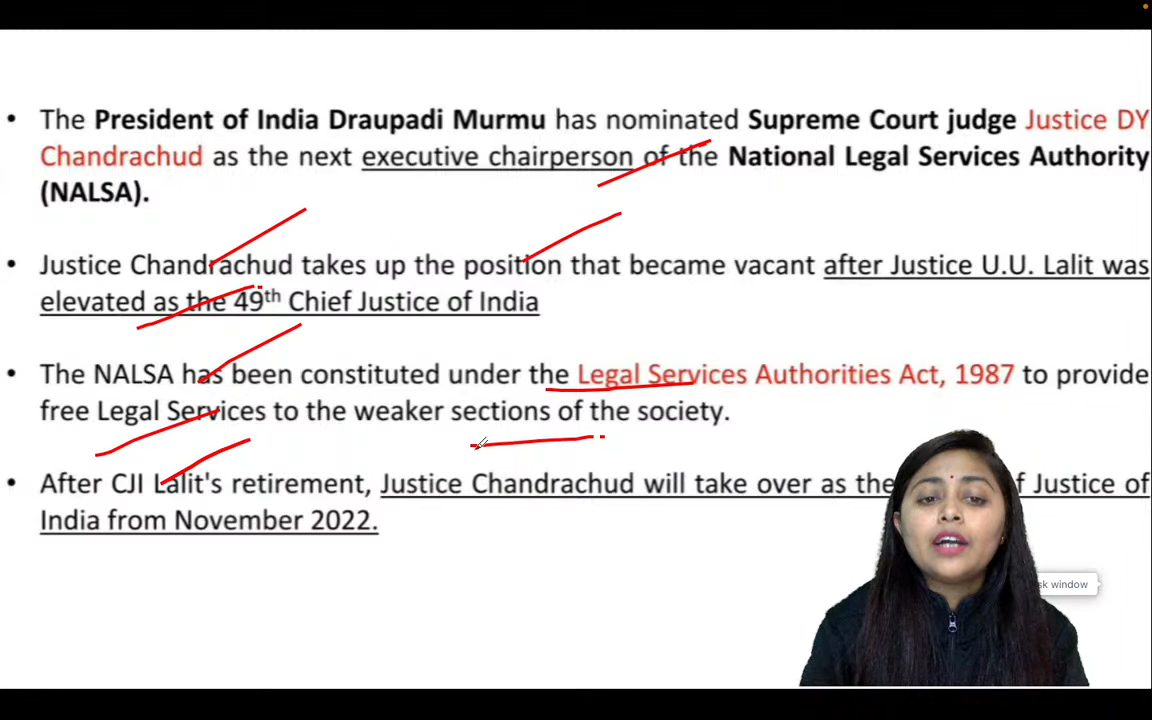 • The President of India Draupadi Murmu has nominated Supreme Court judge Justice DY
Chandrachud as the next executive chairperson of the National Legal Services Authority
(NALSA).
• Justice Chandrachud takes up the position that became vacant after Justice U.U. Lalit was
elevated as the 49th Chief Justice of India
• The NALSA has been constituted under the Legal Services Authorities Act, 1987 to provide
free Legal Services to the weaker sections of the society.
• After CJI Lalit's retirement, Justice Chandrachud will take over as the f Justice of
India from November 2022.
sk window